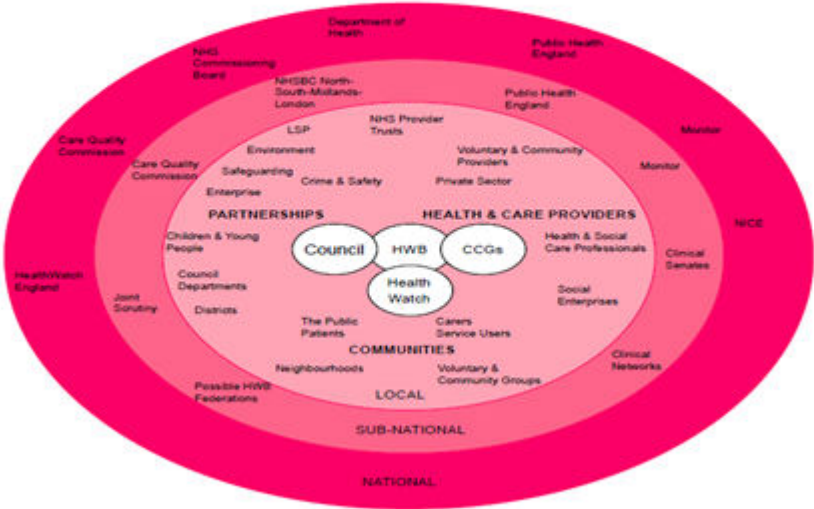 Department of
Health
Public Health
England
NHS
Commissioning
Board
NHSBC North-
South-Midlands-
London
Public Health
England
NHS Provider
Trusts
LSP
Monitor
Care Quality
Commission
Environment
Voluntary & Community
Providers
Care Quality
Commission
Safeguarding
Monitor
Crime & Safety
Private Sector
Enterprise
PARTNERSHIPS
HEALTH & CARE PROVIDERS
NICE
Children & Young
People
Council
HWB
CCGs
Health & Social
Care Professionals
Clinical
Senates
HealthWatch
England
Council
Departments
Health
Watch
Social
Enterprises
Joint
Scrutiny
Districts
The Public
Patients
Carers
Service Users
COMMUNITIES
Clinical
Networks
Neighbourhoods
Voluntary &
Community Groups
Possible HWB
Federations
LOCAL
SUB-NATIONAL
NATIONAL